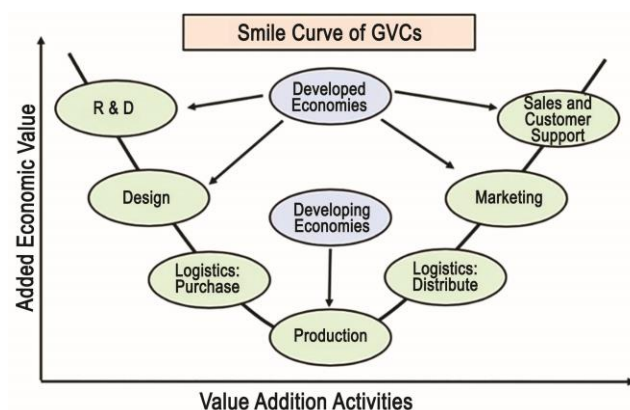 Smile Curve of GVCs
Added Economic Value
R & D
Developed
Economies
Sales and
Customer
Support
Design
Developing
Economies
Marketing
Logistics:
Purchase
Logistics:
Distribute
Production
Value Addition Activities